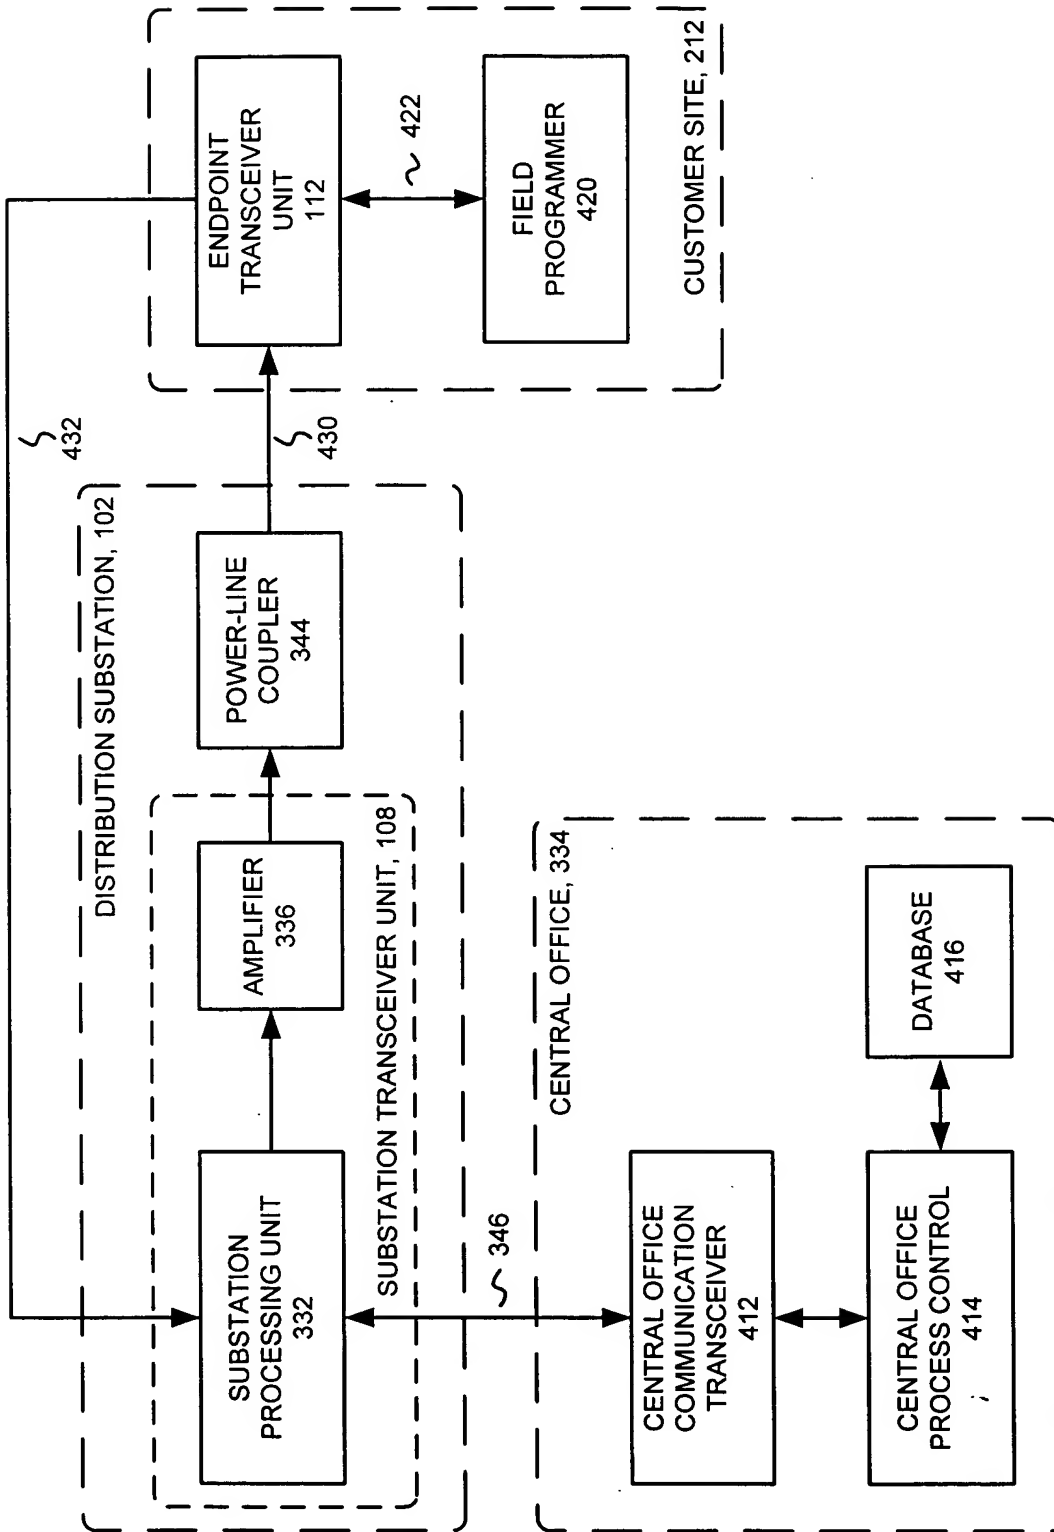 432
DISTRIBUTION SUBSTATION, 102
SUBSTATION
PROCESSING UNIT
332
AMPLIFIER
336
SUBSTATION TRANSCEIVER UNIT, 108
POWER-LINE
COUPLER
344
430
ENDPOINT
TRANSCEIVER
UNIT
112
422
FIELD
PROGRAMMER
420
CUSTOMER SITE, 212
346
CENTRAL OFFICE, 334
CENTRAL OFFICE
COMMUNICATION
TRANSCEIVER
412
CENTRAL OFFICE
PROCESS CONTROL
414
DATABASE
416